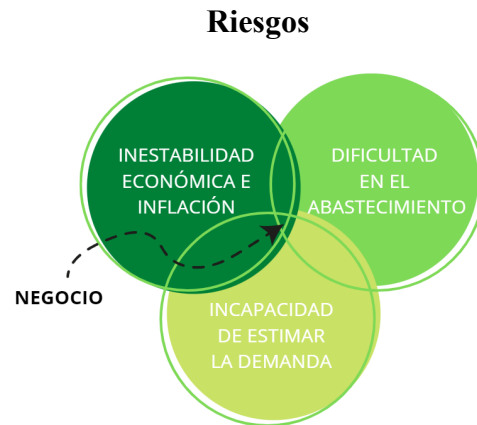 Riesgos
INESTABILIDAD
ECONÓMICA E
INFLACIÓN
DIFICULTAD
EN EL
ABASTECIMIENTO
NEGOCIO
INCAPACIDAD
DE ESTIMAR
LA DEMANDA